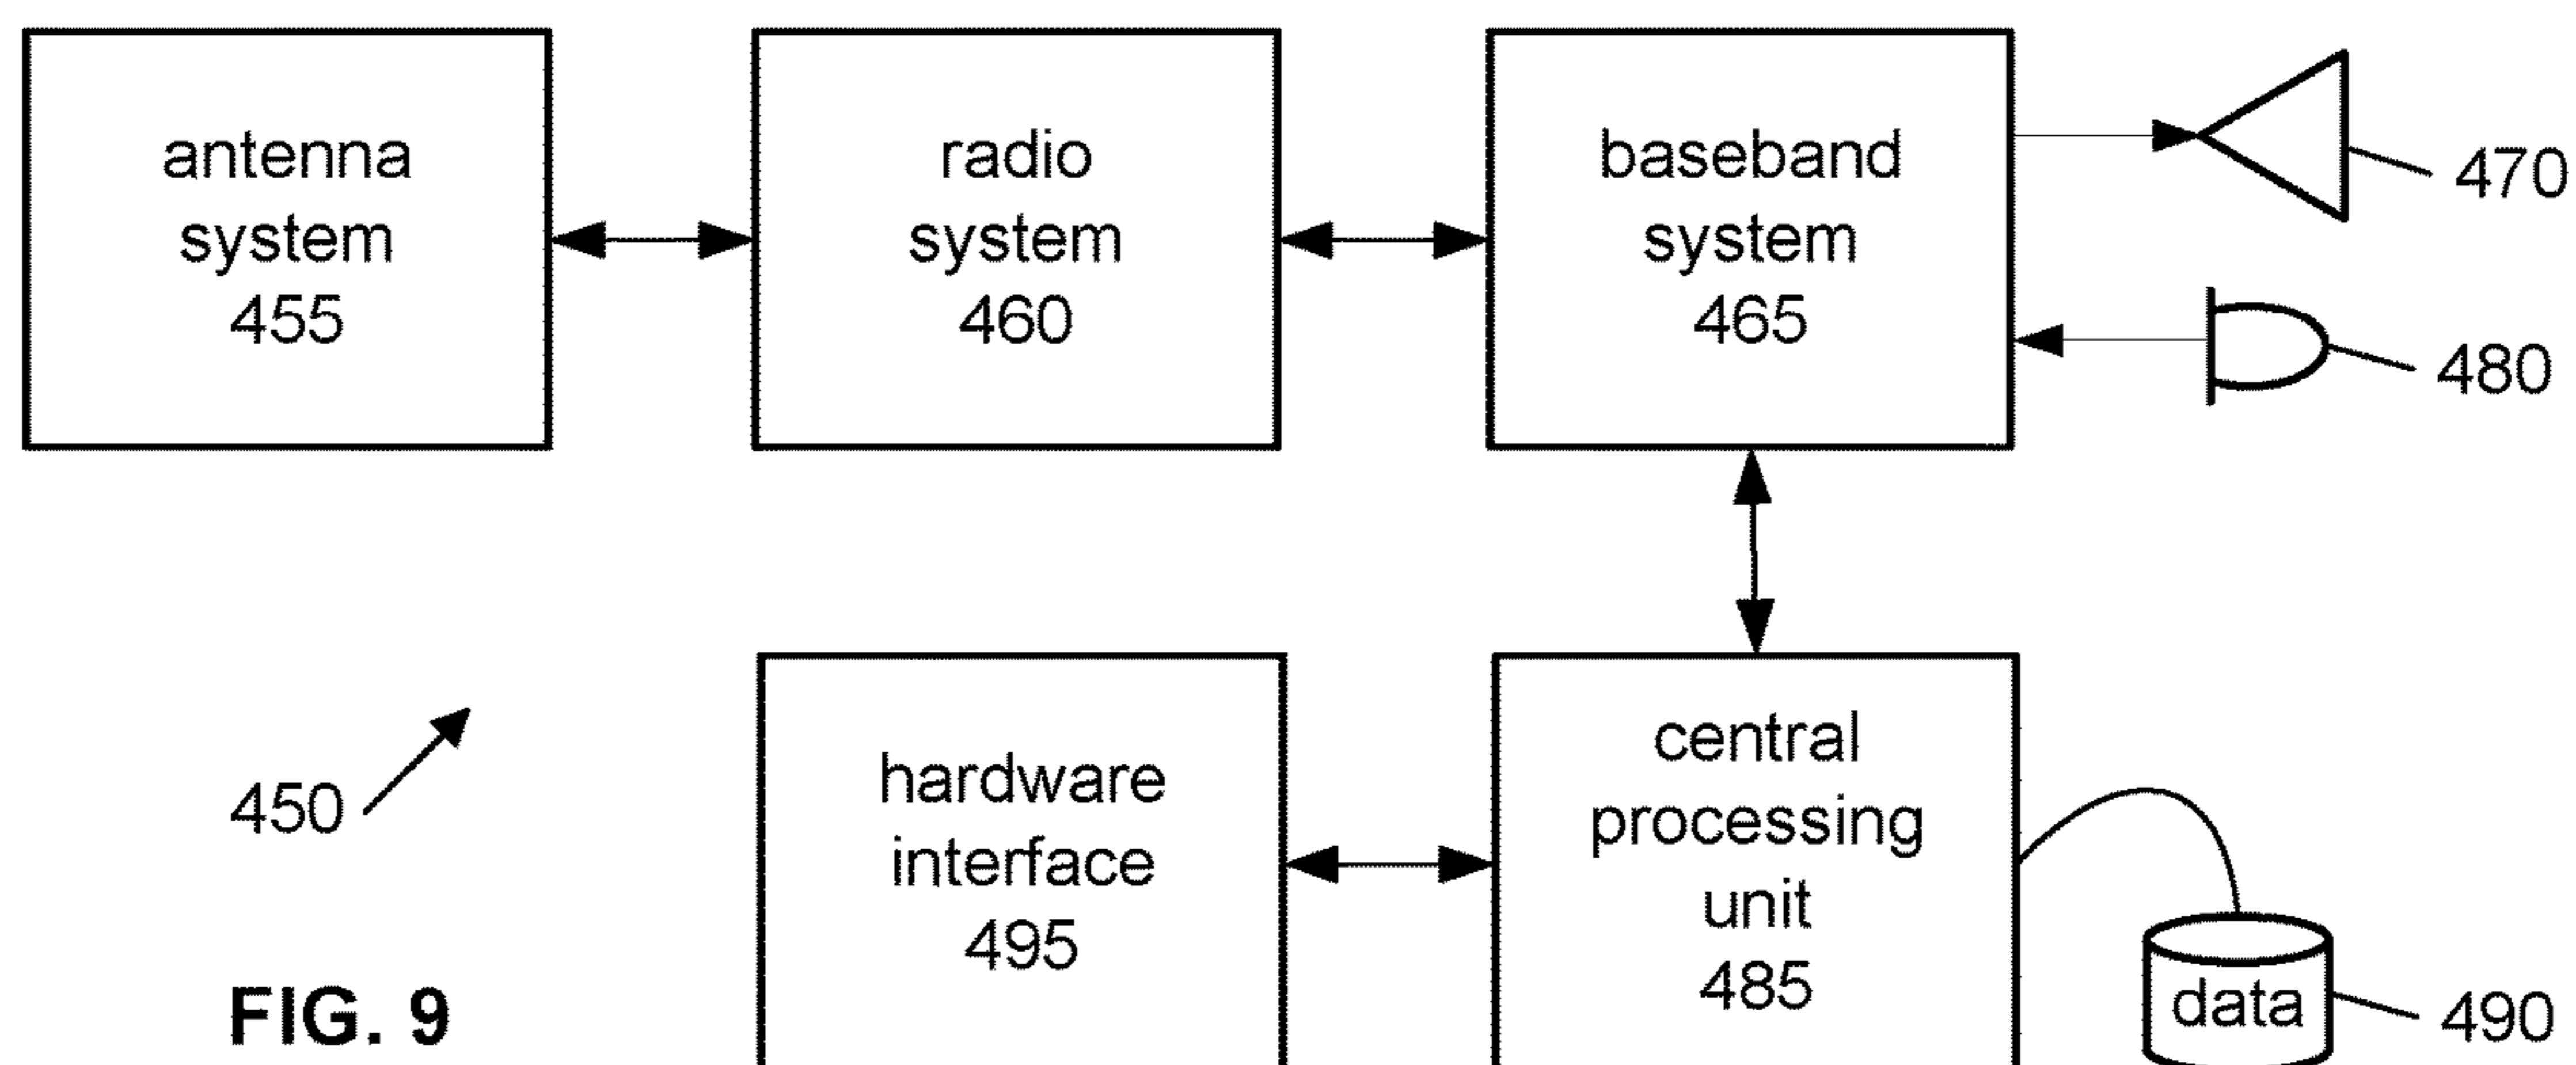 antenna
system
455
radio
system
460
baseband
system
465
470
480
450
hardware
interface
495
central
processing
unit
485
data
490
FIG. 9